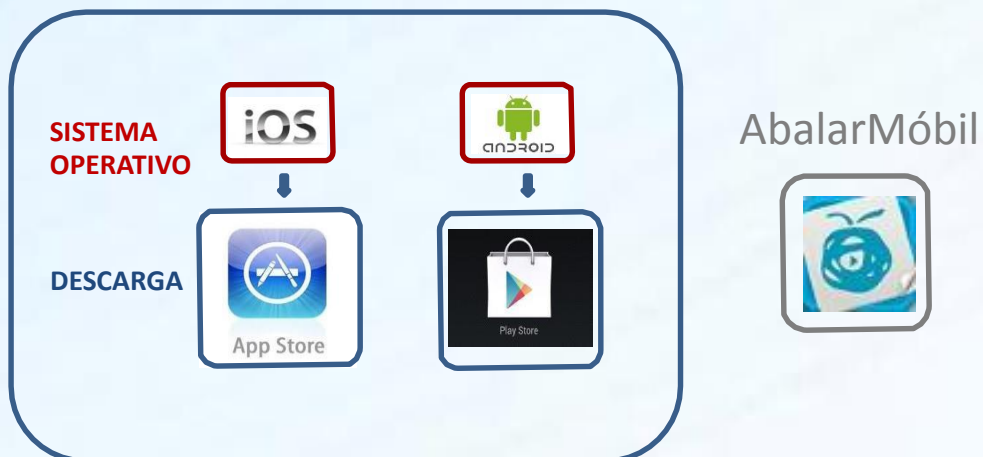 iOS
ANDROID
SISTEMA
OPERATIVO
AbalarMóbil
DESCARGA
App Store
Play Store